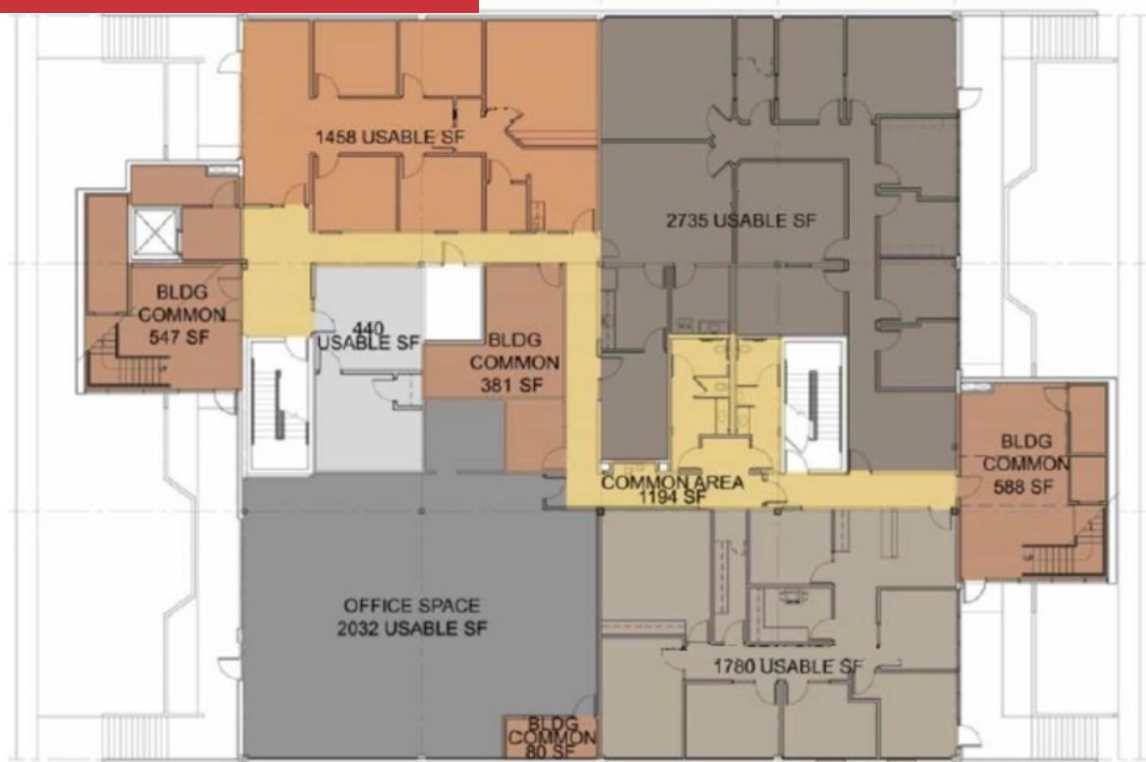 1458 USABLE SF
2735 USABLE SF
BLDG
COMMON
547 SF
440
USABLE SF
BLDG
COMMON
381 SF
BLDG
COMMON
588 SF
COMMON AREA
1194 SF
OFFICE SPACE
2032 USABLE SF
1780 USABLE SF
BLDG
COMMON
80 SF